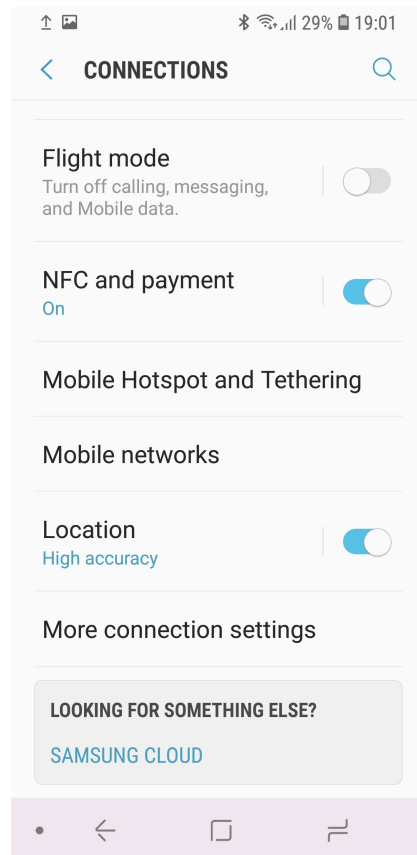 29% 19:01
CONNECTIONS
Flight mode
Turn off calling, messaging,
and Mobile data.
NFC and payment
On
Mobile Hotspot and Tethering
Mobile networks
Location
High accuracy
More connection settings
LOOKING FOR SOMETHING ELSE?
SAMSUNG CLOUD